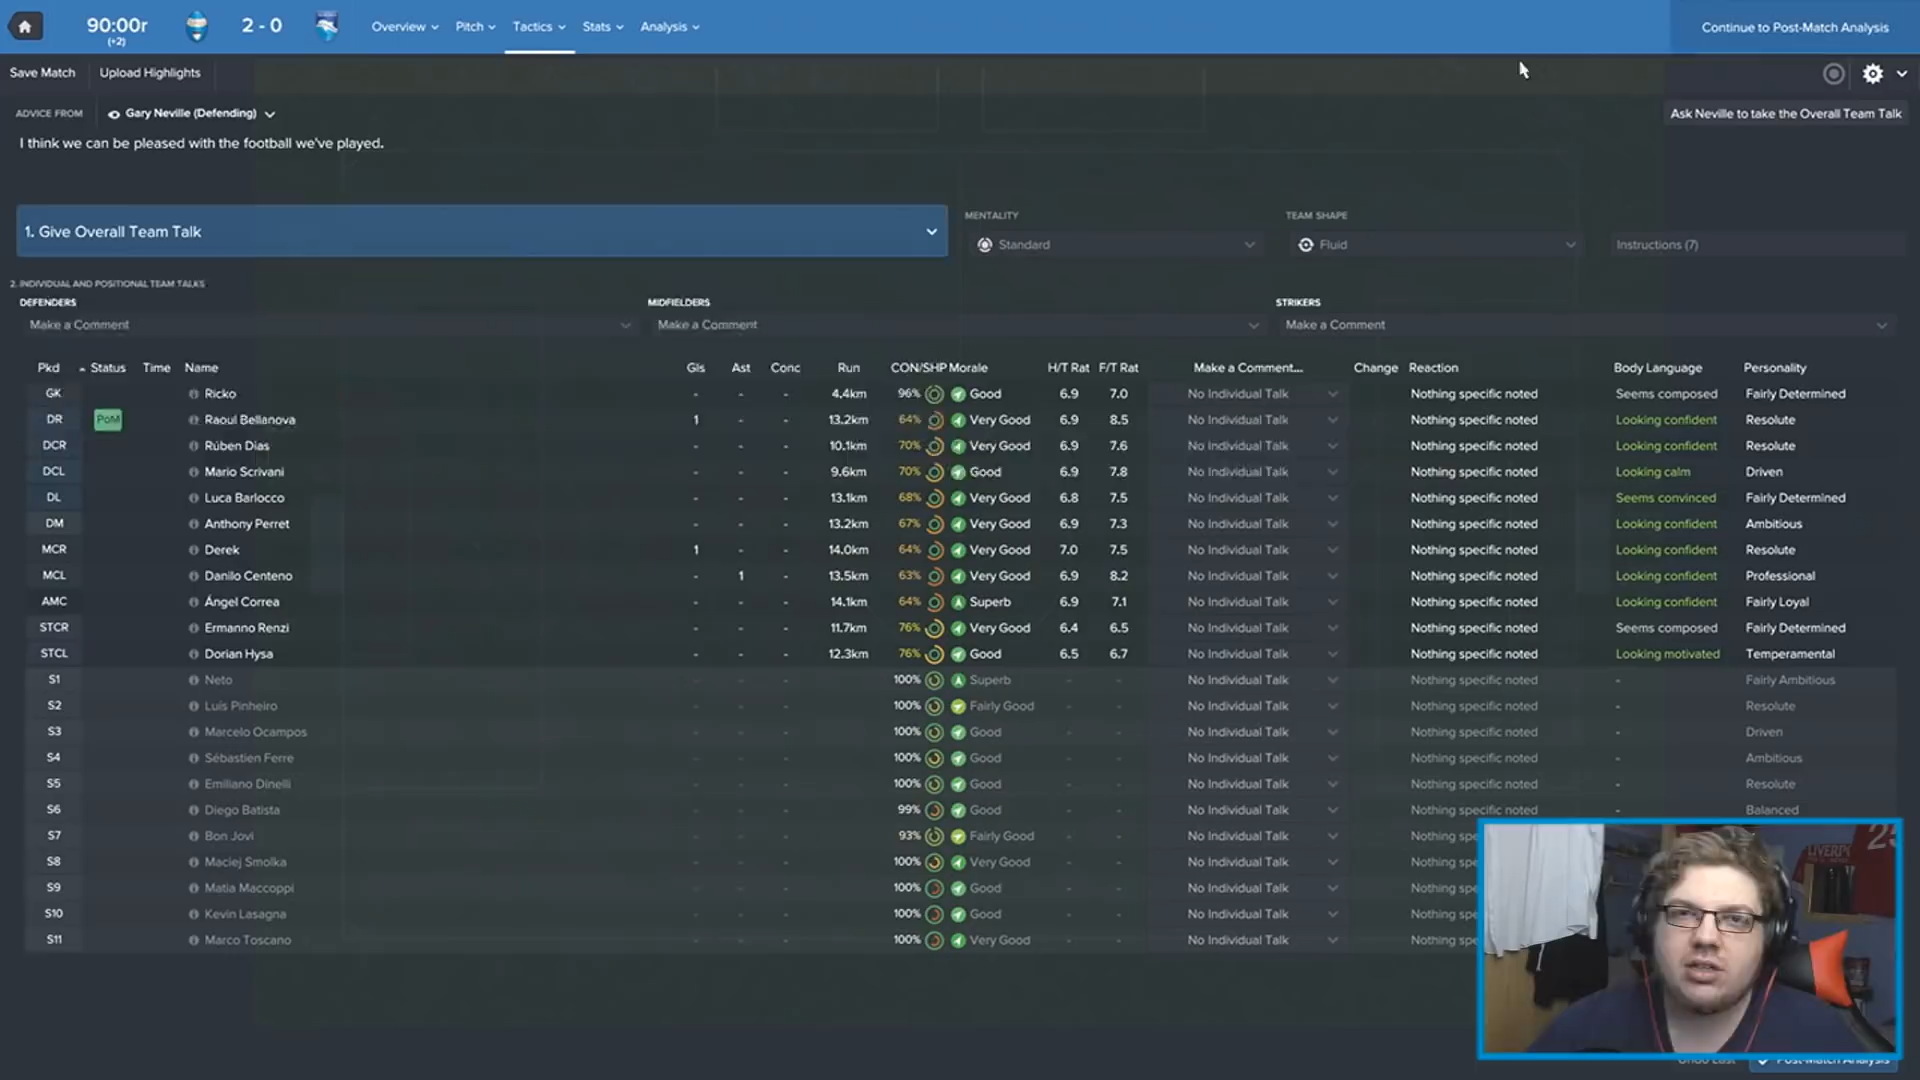 90:00r
(+2)
2 - 0
Overview Pitch Tactics Stats Analysis
Continue to Post-Match Analysis
Save Match Upload Highlights
ADVICE FROM Gary Neville (Defending)
Ask Neville to take the Overall Team Talk
I think we can be pleased with the football we've played.
1. Give Overall Team Talk
MENTALITY TEAM SHAPE
Standard Fluid Instructions (7)
2. INDIVIDUAL AND POSITIONAL TEAM TALKS
DEFENDERS MIDFIELDERS STRIKERS
Make a Comment Make a Comment Make a Comment
Pkd Status Time Name Gls Ast Conc Run CON/SHP Morale H/T Rat F/T Rat Make a Comment... Change Reaction Body Language Personality
GK Ricko - - - 4.4km 96% Good 6.9 7.0 No Individual Talk Nothing specific noted Seems composed Fairly Determined
DR PoM Raoul Bellanova 1 - - 13.2km 64% Very Good 6.9 8.5 No Individual Talk Nothing specific noted Looking confident Resolute
DCR Rúben Dias - - - 10.1km 70% Very Good 6.9 7.6 No Individual Talk Nothing specific noted Looking confident Resolute
DCL Mario Scrivani - - - 9.6km 70% Good 6.9 7.8 No Individual Talk Nothing specific noted Looking calm Driven
DL Luca Barlocco - - - 13.1km 68% Very Good 6.8 7.5 No Individual Talk Nothing specific noted Seems convinced Fairly Determined
DM Anthony Perret - - - 13.2km 67% Very Good 6.9 7.3 No Individual Talk Nothing specific noted Looking confident Ambitious
MCR Derek 1 - - 14.0km 64% Very Good 7.0 7.5 No Individual Talk Nothing specific noted Looking confident Resolute
MCL Danilo Centeno - 1 - 13.5km 63% Very Good 6.9 8.2 No Individual Talk Nothing specific noted Looking confident Professional
AMC Ángel Correa - - - 14.1km 64% Superb 6.9 7.1 No Individual Talk Nothing specific noted Looking confident Fairly Loyal
STCR Ermanno Renzi - - - 11.7km 76% Very Good 6.4 6.5 No Individual Talk Nothing specific noted Seems composed Fairly Determined
STCL Dorian Hysa - - - 12.3km 76% Good 6.5 6.7 No Individual Talk Nothing specific noted Looking motivated Temperamental
S1 Neto - - - 100% Superb - - No Individual Talk Nothing specific noted - Fairly Ambitious
S2 Luís Pinheiro - - - 100% Fairly Good - - No Individual Talk Nothing specific noted - Resolute
S3 Marcelo Ocampos - - - 100% Good - - No Individual Talk Nothing specific noted - Driven
S4 Sébastien Ferre - - - 100% Good - - No Individual Talk Nothing specific noted - Ambitious
S5 Emiliano Dinelli - - - 100% Good - - No Individual Talk Nothing specific noted - Resolute
S6 Diego Batista - - - 99% Good - - No Individual Talk Nothing specific noted - Balanced
S7 Bon Jovi - - - 93% Fairly Good - - No Individual Talk Nothing spe
S8 Maciej Smolka - - - 100% Very Good - - No Individual Talk Nothing spe
S9 Matia Maccoppi - - - 100% Good - - No Individual Talk Nothing spe
S10 Kevin Lasagna - - - 100% Good - - No Individual Talk Nothing spe
S11 Marco Toscano - - - 100% Very Good - - No Individual Talk Nothing spe
Undo Last Post-Match Analysis